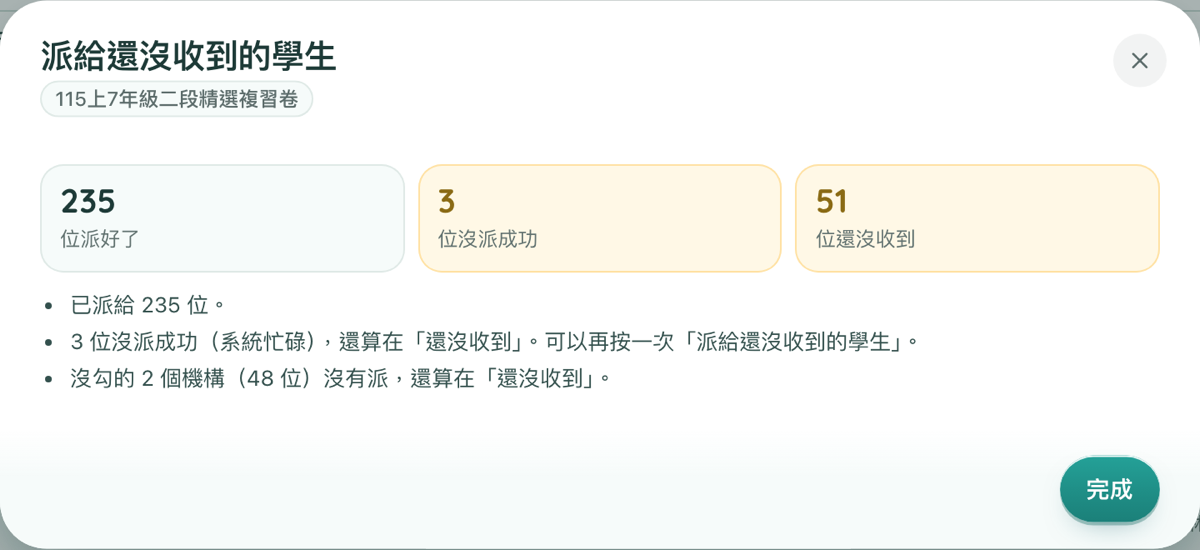 派給還沒收到的學生
115上7年級二段精選複習卷
235
位派好了
3
位沒派成功
51
位還沒收到
已派給 235 位。
3 位沒派成功（系統忙碌），還算在「還沒收到」。可以再按一次「派給還沒收到的學生」。
沒勾的 2 個機構（48 位）沒有派，還算在「還沒收到」。
完成